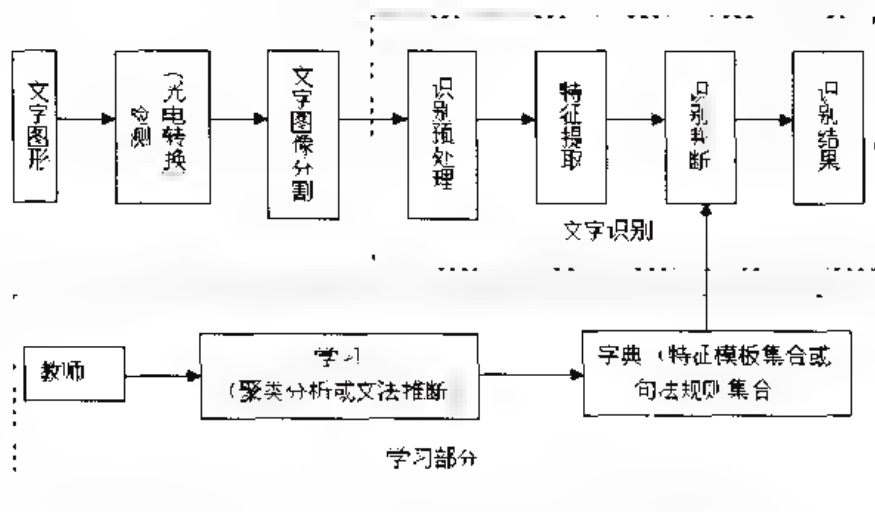 文字图形
(光电转换
检测
文字图像分割
识别预处理
特征提取
识别判断
识别结果
文字识别
教师
学习
(聚类分析或文法推断
字典(特征模板集合或
句法规则集合
学习部分